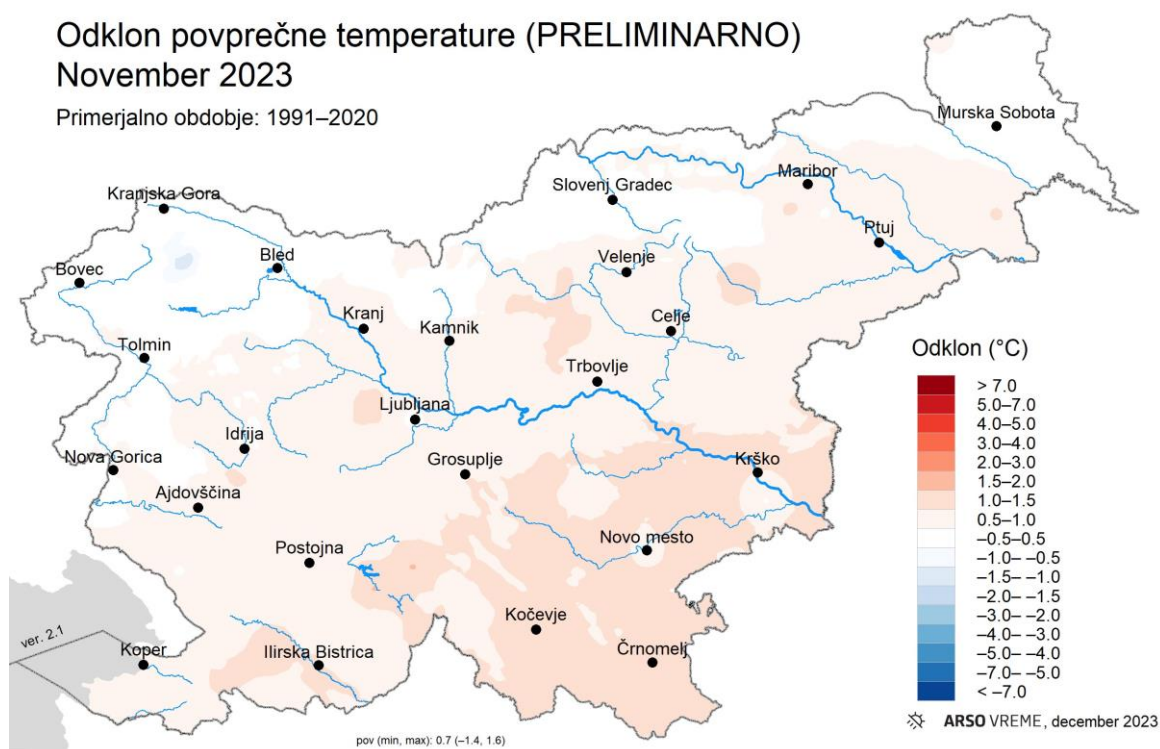 Odklon povprečne temperature (PRELIMINARNO)
November 2023
Primerjalno obdobje: 1991–2020
Murska Sobota
Maribor
Slovenj Gradec
Kranjska Gora
Ptuj
Bled
Velenje
Bovec
Kranj
Kamnik
Celje
Tolmin
Trbovlje
Ljubljana
Idrija
Nova Gorica
Grosuplje
Krško
Ajdovščina
Novo mesto
Postojna
Kočevje
ver. 2.1
Koper
Ilirska Bistrica
Črnomelj
Odklon (°C)
> 7.0
5.0–7.0
4.0–5.0
3.0–4.0
2.0–3.0
1.5–2.0
1.0–1.5
0.5–1.0
–0.5–0.5
–1.0– –0.5
–1.5– –1.0
–2.0– –1.5
–3.0– –2.0
–4.0– –3.0
–5.0– –4.0
–7.0– –5.0
< –7.0
ARSO VREME, december 2023
pov (min, max): 0.7 (–1.4, 1.6)